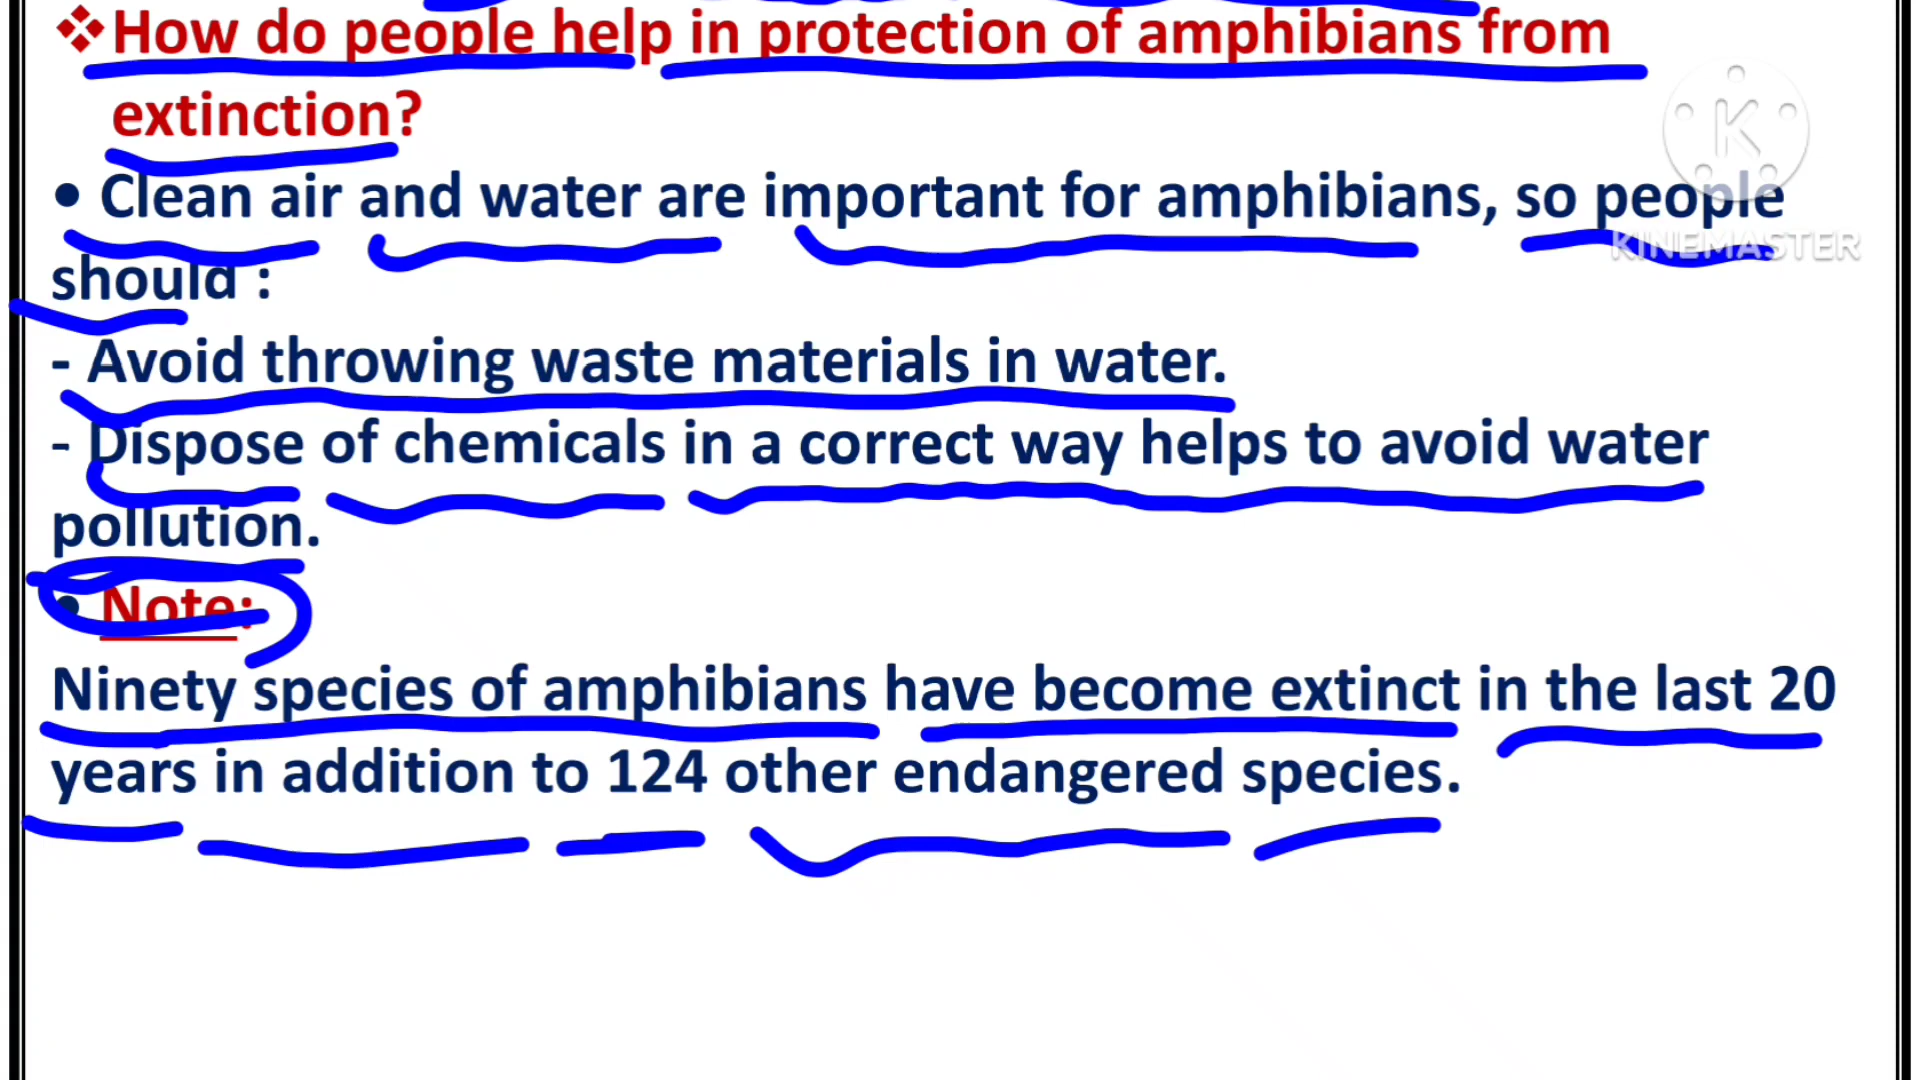 ❖How do people help in protection of amphibians from
extinction?
• Clean air and water are important for amphibians, so people
should :
- Avoid throwing waste materials in water.
- Dispose of chemicals in a correct way helps to avoid water
pollution.
• Note:
Ninety species of amphibians have become extinct in the last 20
years in addition to 124 other endangered species.
K
KINEMASTER